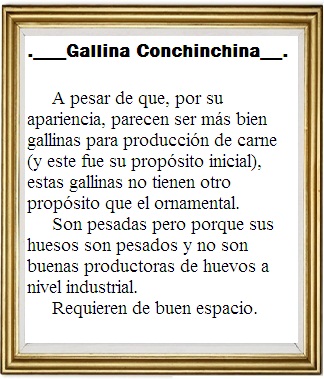 .___Gallina Conchinchina__.
A pesar de que, por su
apariencia, parecen ser más bien
gallinas para producción de carne
(y este fue su propósito inicial),
estas gallinas no tienen otro
propósito que el ornamental.
Son pesadas pero porque sus
huesos son pesados y no son
buenas productoras de huevos a
nivel industrial.
Requieren de buen espacio.